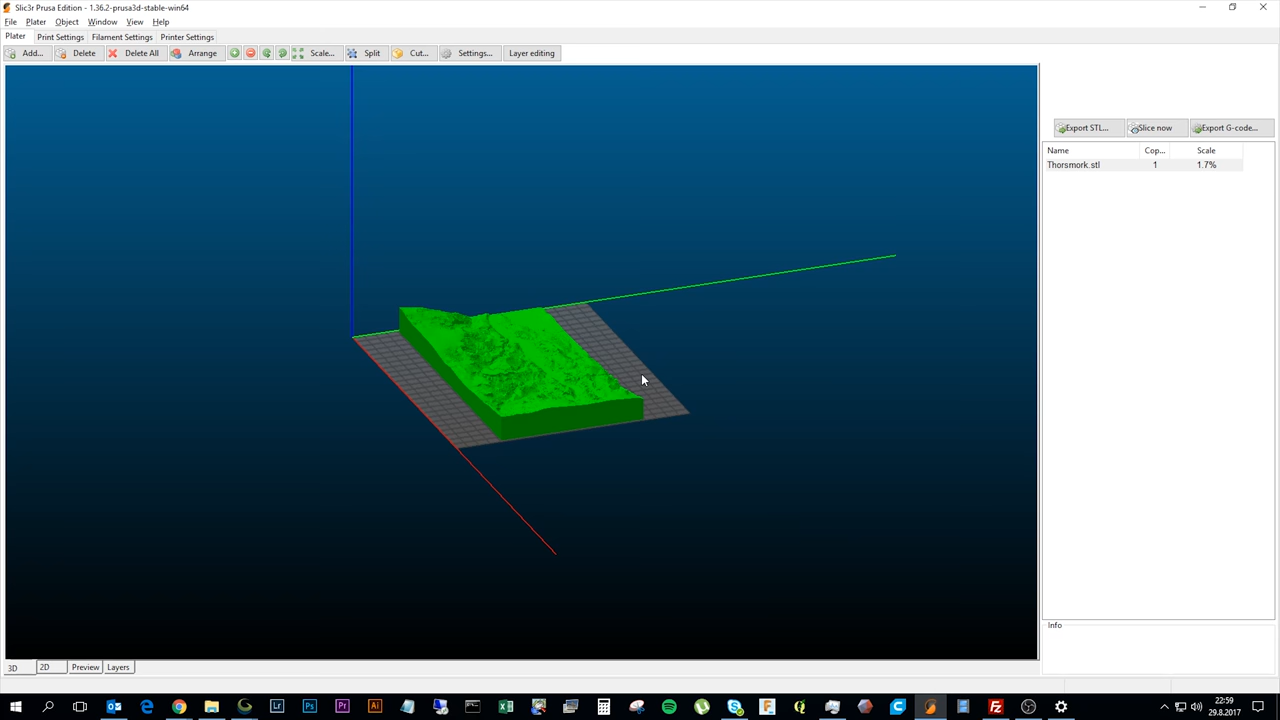 Slic3r Prusa Edition - 1.36.2-prusa3d-stable-win64
File Plater Object Window View Help
Plater Print Settings Filament Settings Printer Settings
Add... Delete Delete All Arrange Scale... Split Cut... Settings... Layer editing
Export STL... Slice now Export G-code...
Name Cop... Scale
Thorsmork.stl 1 1.7%
Info
3D 2D Preview Layers
22:59
29.8.2017